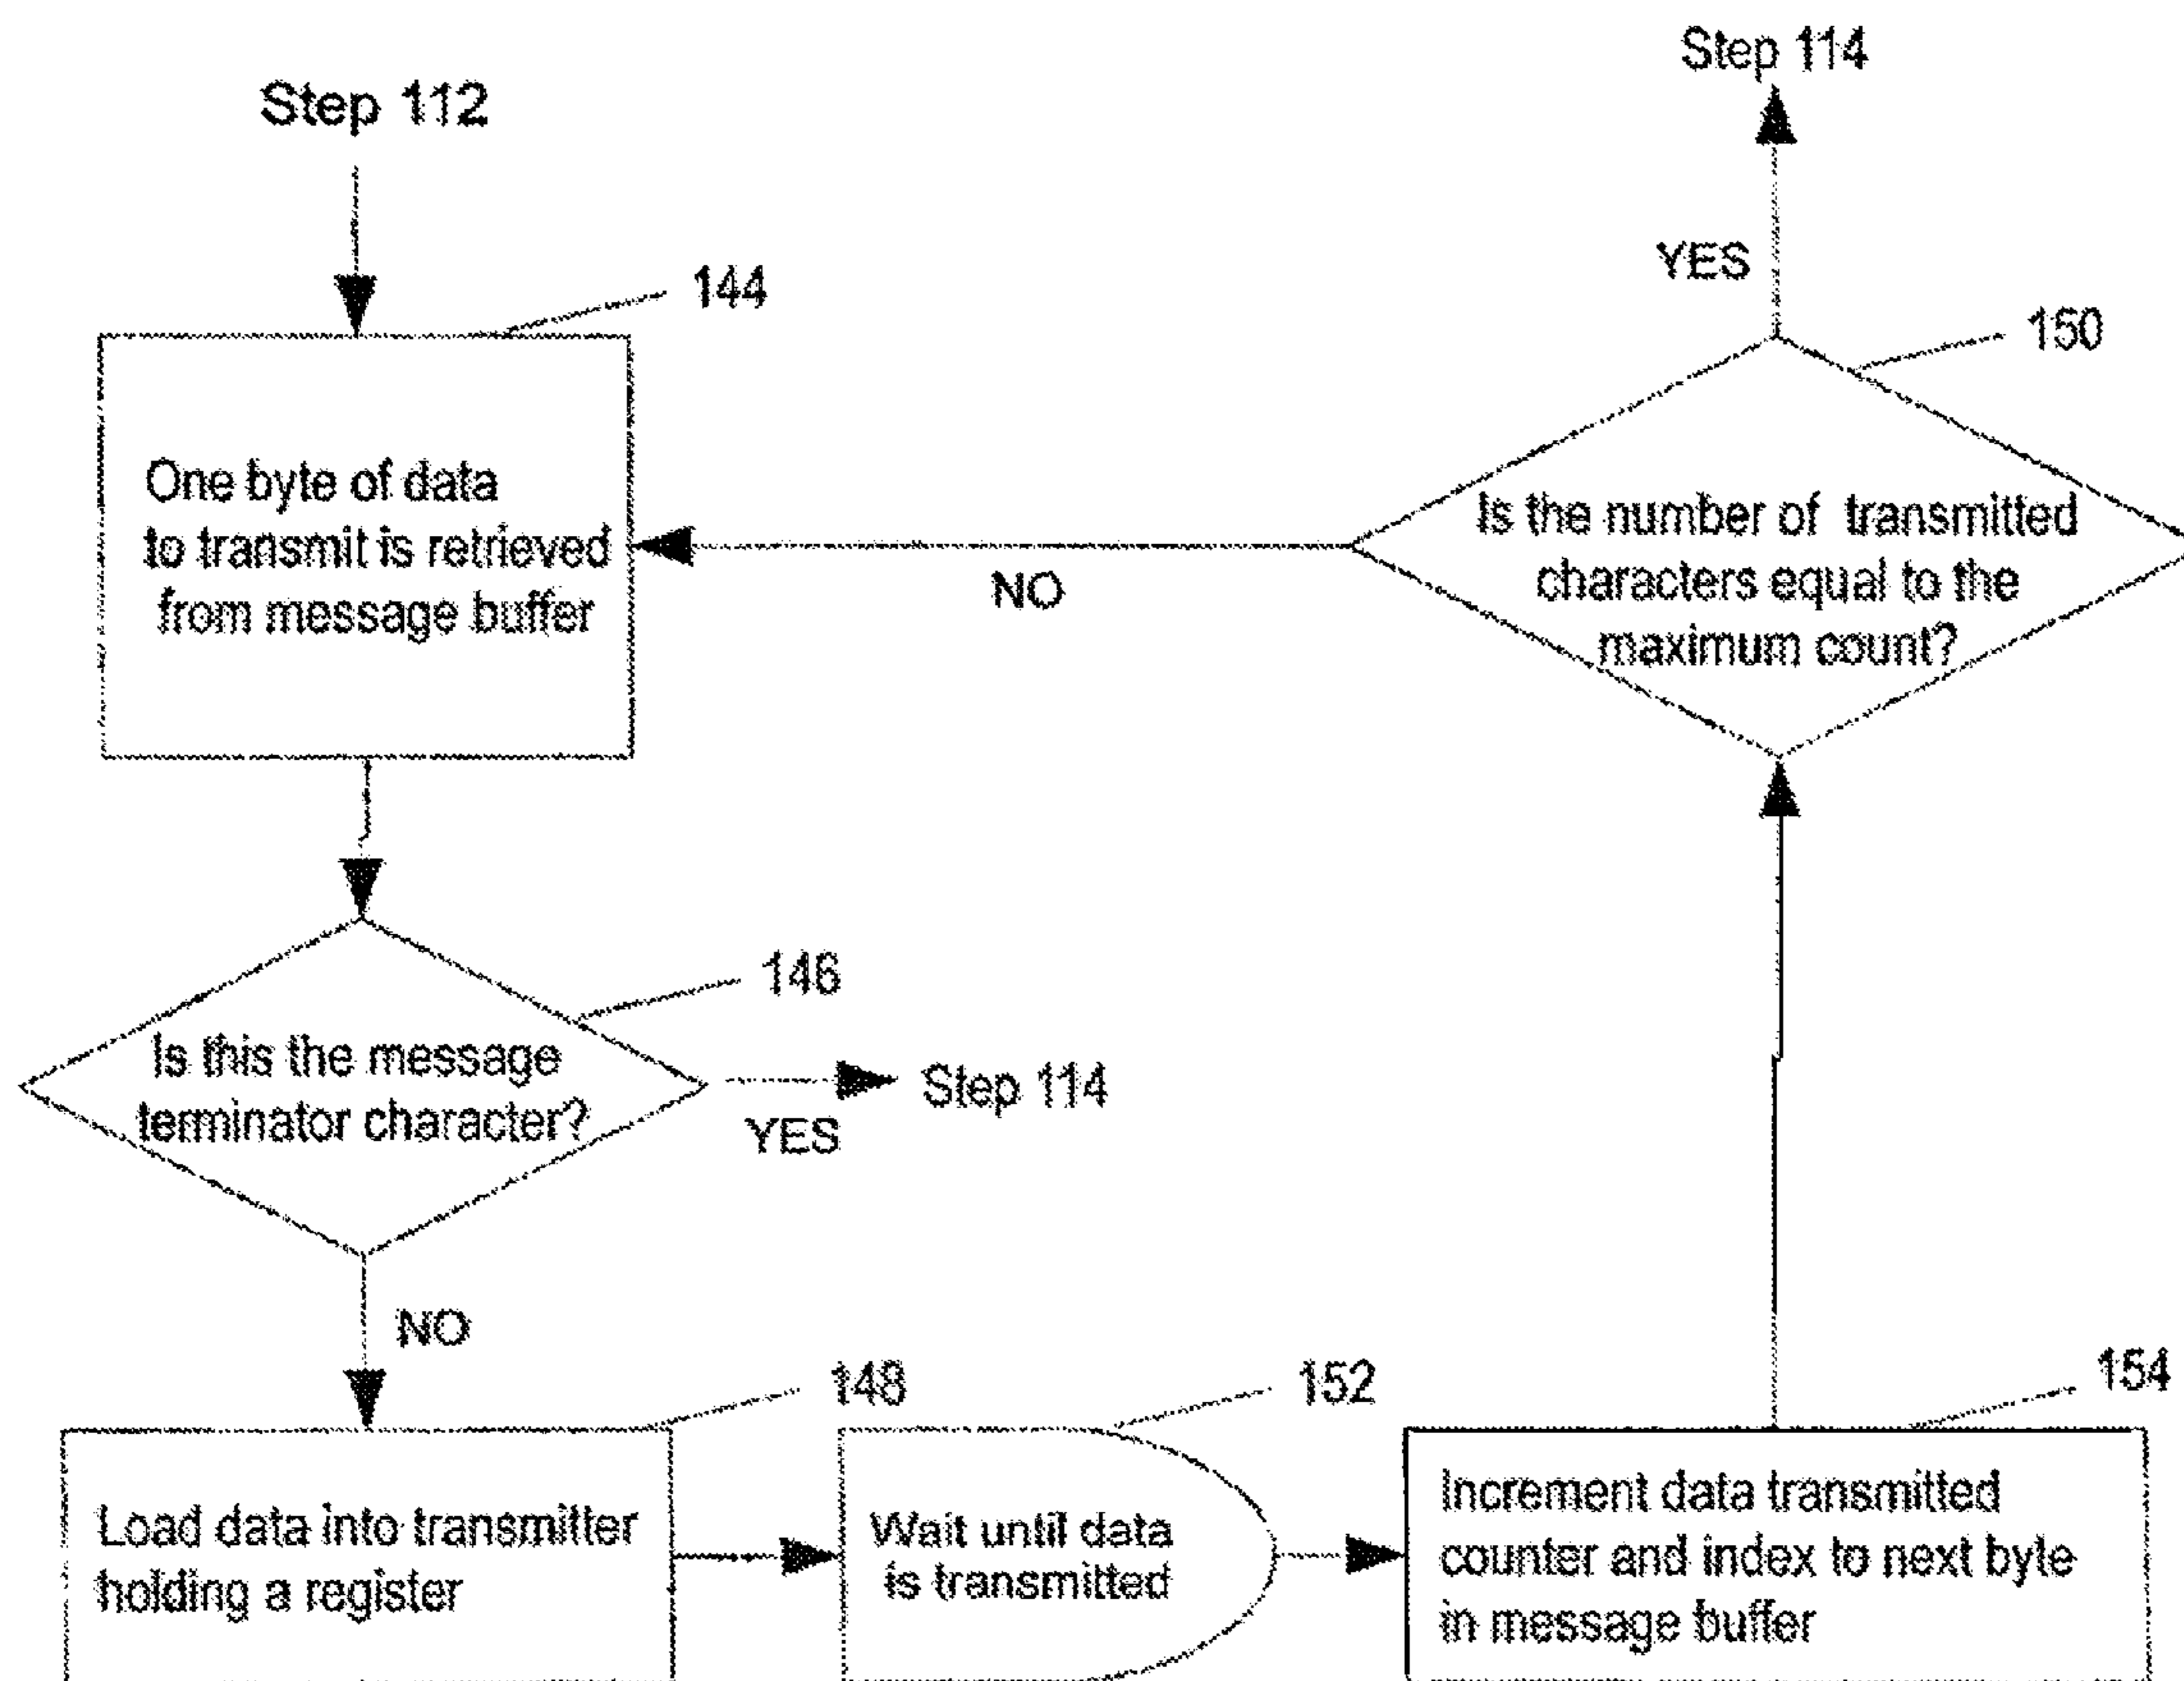 Step 112
144
One byte of data
to transmit is retrieved
from message buffer
146
Is this the message
terminator character?
YES
Step 114
NO
148
Load data into transmitter
holding a register
152
Wait until data
is transmitted
154
Increment data transmitted
counter and index to next byte
in message buffer
150
Is the number of transmitted
characters equal to the
maximum count?
NO
YES
Step 114